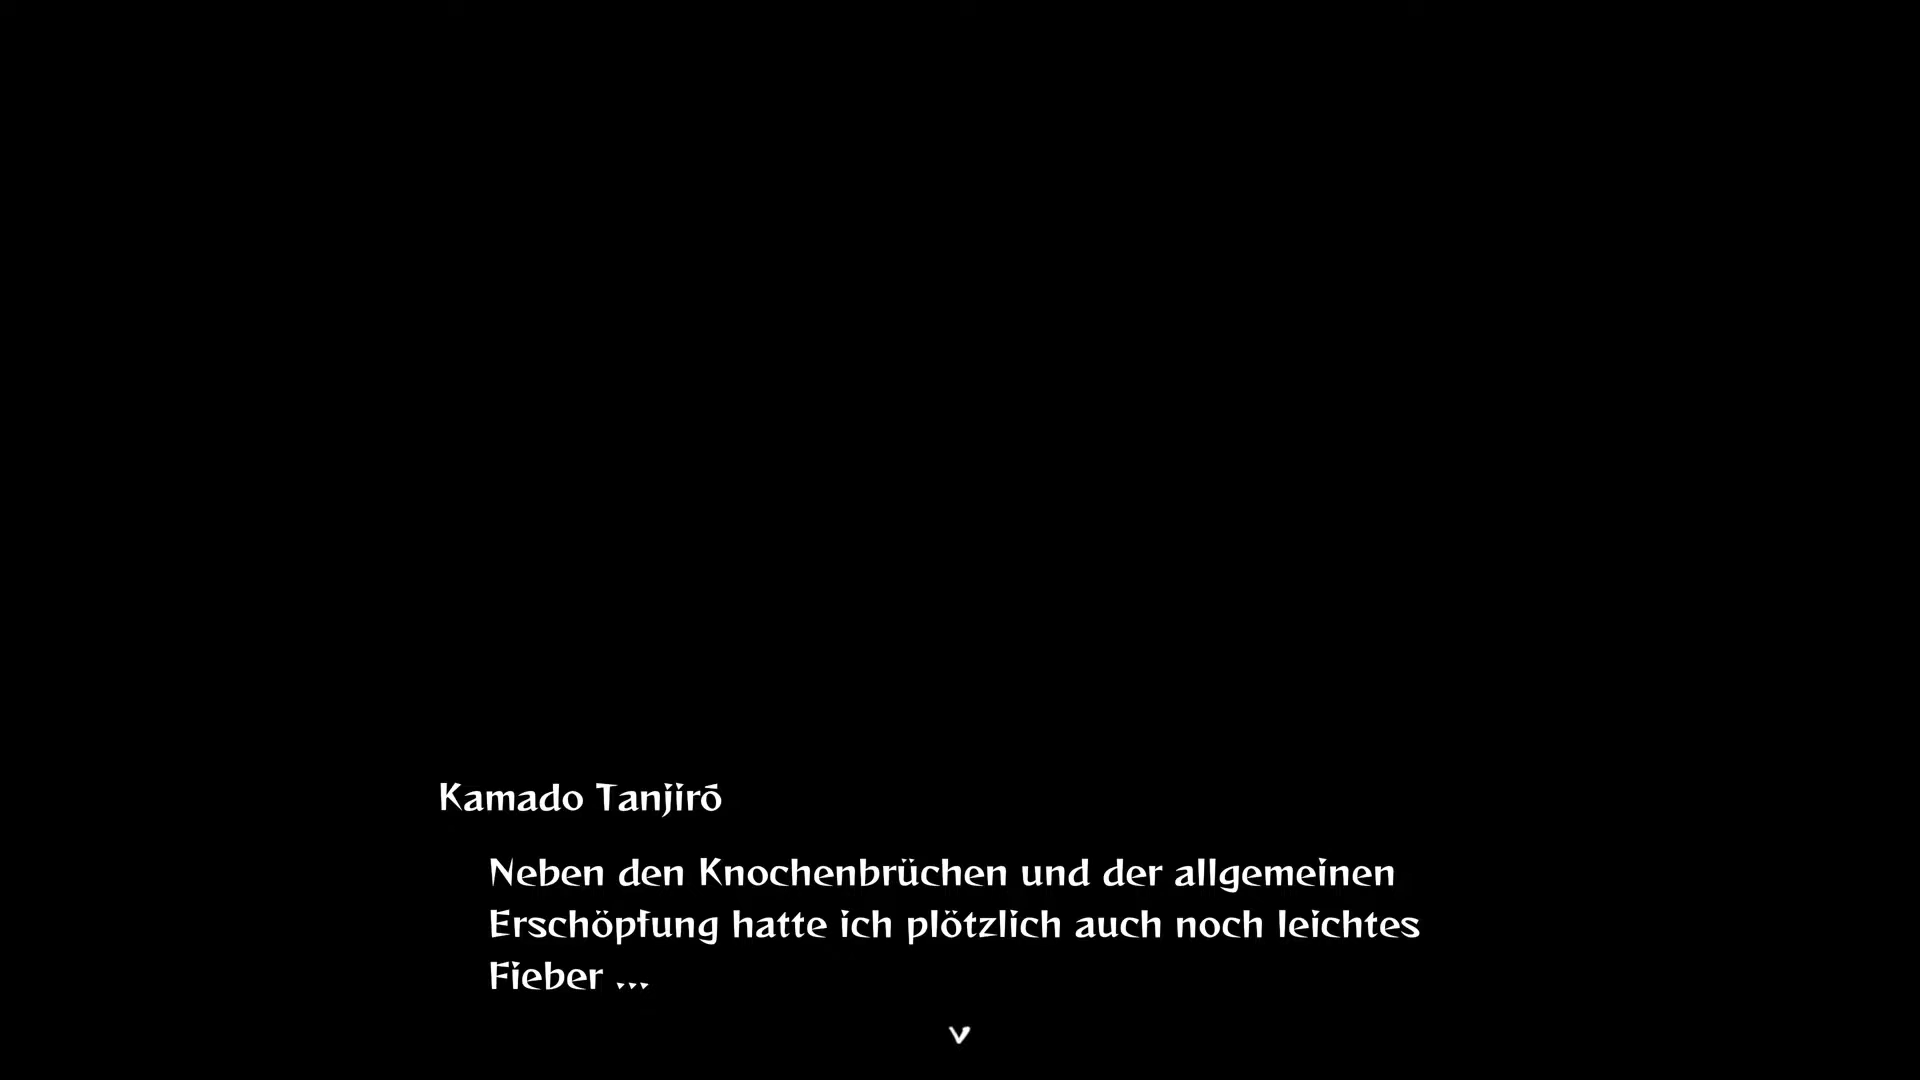 Kamado Tanjirō
Neben den Knochenbrüchen und der allgemeinen
Erschöpfung hatte ich plötzlich auch noch leichtes
Fieber ...